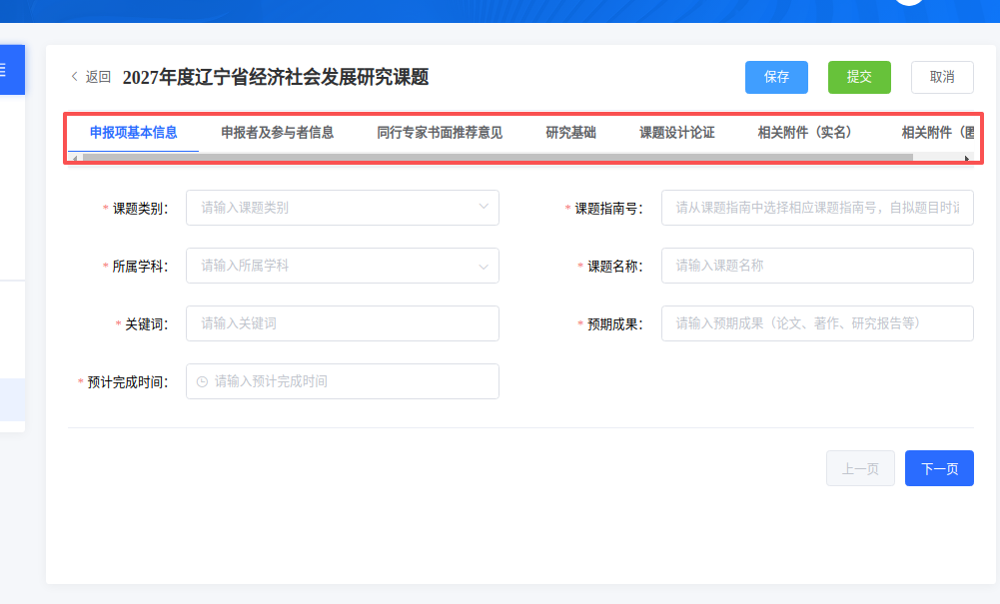 返回 2027年度辽宁省经济社会发展研究课题 保存 提交 取消
申报项基本信息 申报者及参与者信息 同行专家书面推荐意见 研究基础 课题设计论证 相关附件（实名） 相关附件（匿
* 课题类别： 请输入课题类别 * 课题指南号： 请从课题指南中选择相应课题指南号，自拟题目时请
* 所属学科： 请输入所属学科 * 课题名称： 请输入课题名称
* 关键词： 请输入关键词 * 预期成果： 请输入预期成果（论文、著作、研究报告等）
* 预计完成时间： 请输入预计完成时间
上一页 下一页